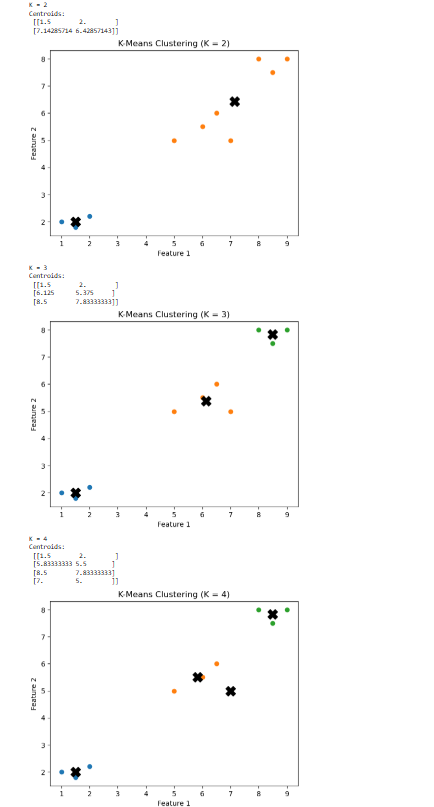 K = 2
Centroids:
[[1.5 2. ]
[7.14285714 6.42857143]]
K-Means Clustering (K = 2)
8
7
6
5
4
3
2
Feature 2
1 2 3 4 5 6 7 8 9
Feature 1
K = 3
Centroids:
[[1.5 2. ]
[6.125 5.375 ]
[8.5 7.83333333]]
K-Means Clustering (K = 3)
8
7
6
5
4
3
2
Feature 2
1 2 3 4 5 6 7 8 9
Feature 1
K = 4
Centroids:
[[1.5 2. ]
[5.83333333 5.5 ]
[8.5 7.83333333]
[7. 5. ]]
K-Means Clustering (K = 4)
8
7
6
5
4
3
2
Feature 2
1 2 3 4 5 6 7 8 9
Feature 1